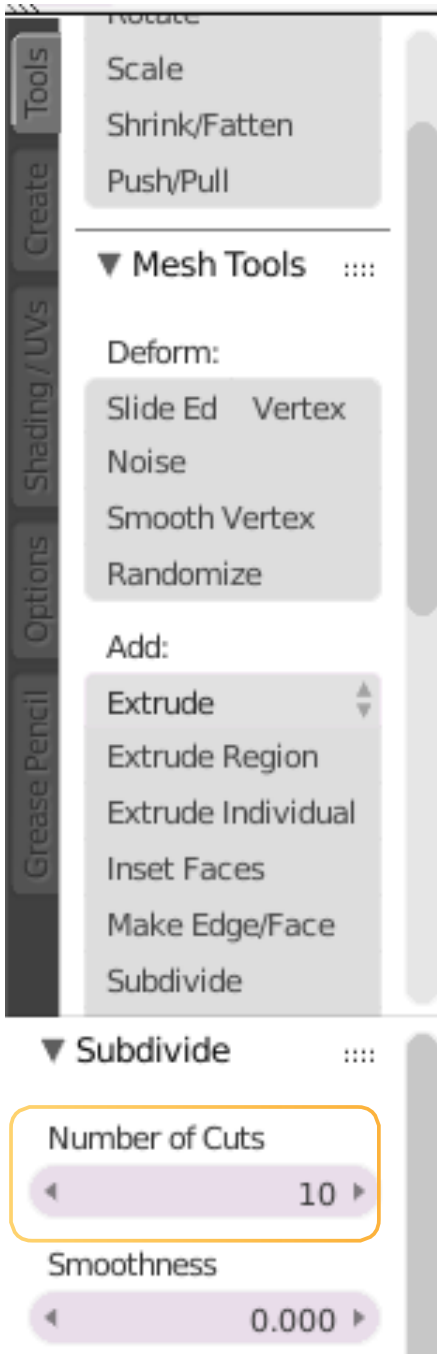 Rotate
Tools
Scale
Shrink/Fatten
Push/Pull
Create
Mesh Tools
Shading / UVs
Deform:
Slide Ed Vertex
Noise
Smooth Vertex
Options
Randomize
Add:
Extrude
Grease Pencil
Extrude Region
Extrude Individual
Inset Faces
Make Edge/Face
Subdivide
Subdivide
Number of Cuts
10
Smoothness
0.000